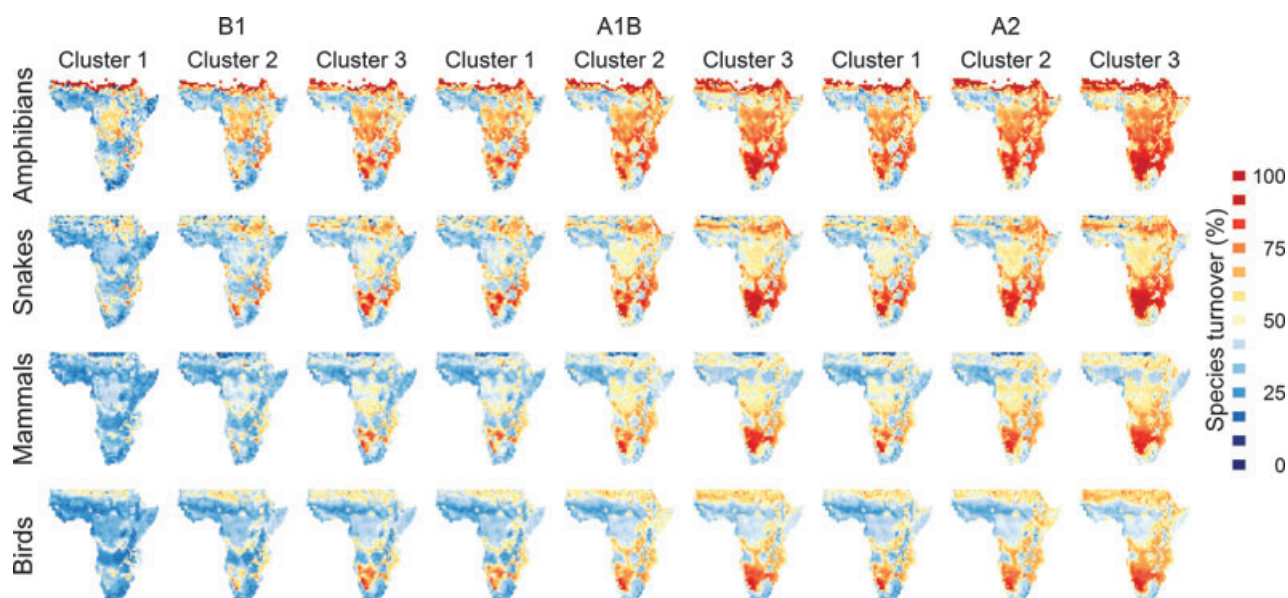 B1 A1B A2
Cluster 1 Cluster 2 Cluster 3 Cluster 1 Cluster 2 Cluster 3 Cluster 1 Cluster 2 Cluster 3
Amphibians
Snakes
Mammals
Birds
Species turnover (%)
100
75
50
25
0